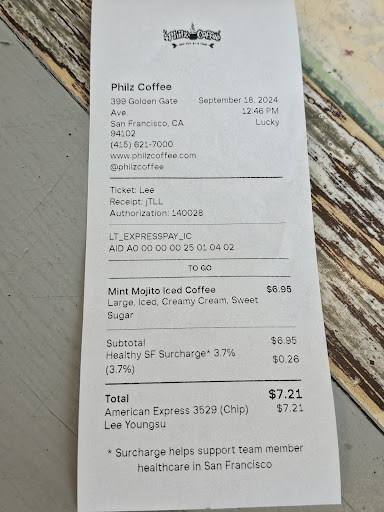 Philz Coffee
Philz Coffee
399 Golden Gate
Ave
San Francisco, CA
94102
(415) 621-7000
www.philzcoffee.com
@philzcoffee
September 18, 2024
12:46 PM
Lucky
Ticket: Lee
Receipt: jTLL
Authorization: 140028
LT_EXPRESSPAY_IC
AID A0 00 00 00 25 01 04 02
TO GO
Mint Mojito Iced Coffee $6.95
Large, Iced, Creamy Cream, Sweet
Sugar
Subtotal $6.95
Healthy SF Surcharge* 3.7% $0.26
(3.7%)
Total $7.21
American Express 3529 (Chip) $7.21
Lee Youngsu
* Surcharge helps support team member
healthcare in San Francisco